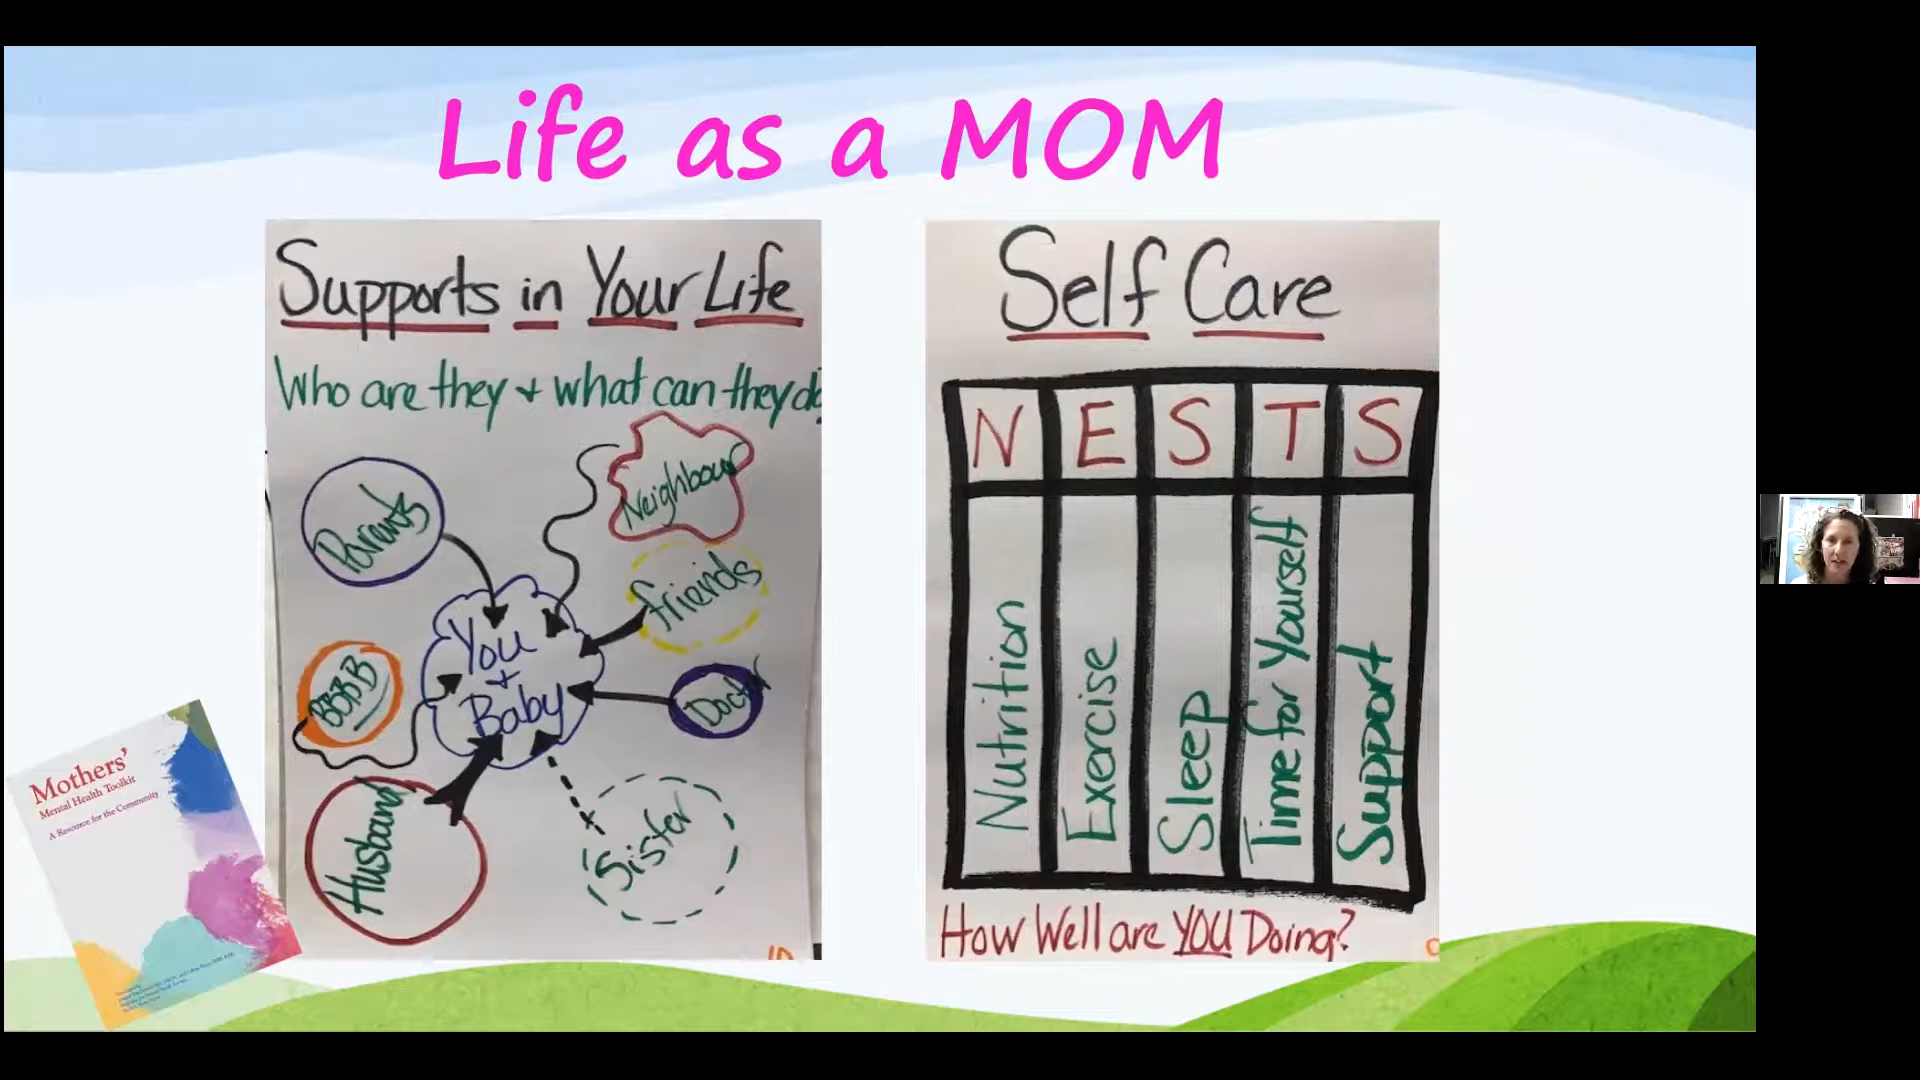 Life as a MOM
Supports in Your Life
Who are they + what can they do
Parents
Neighbour
friends
BBBB
You
+
Baby
Doctor
Husband
Sister
Self Care
N E S T S
Nutrition
Exercise
Sleep
Time for Yourself
Support
How Well are YOU Doing?
Mothers'
Mental Health Toolkit
A Resource for the Community